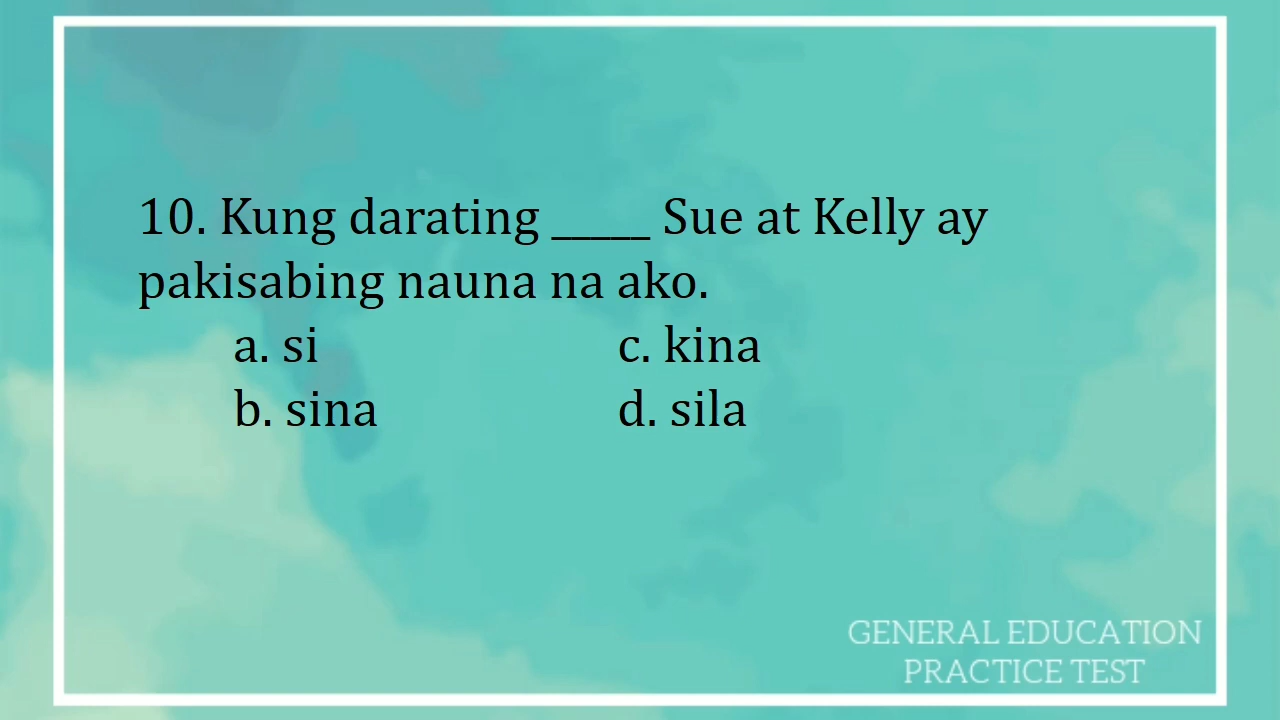 10. Kung darating _____ Sue at Kelly ay
pakisabing nauna na ako.
a. si c. kina
b. sina d. sila
GENERAL EDUCATION
PRACTICE TEST